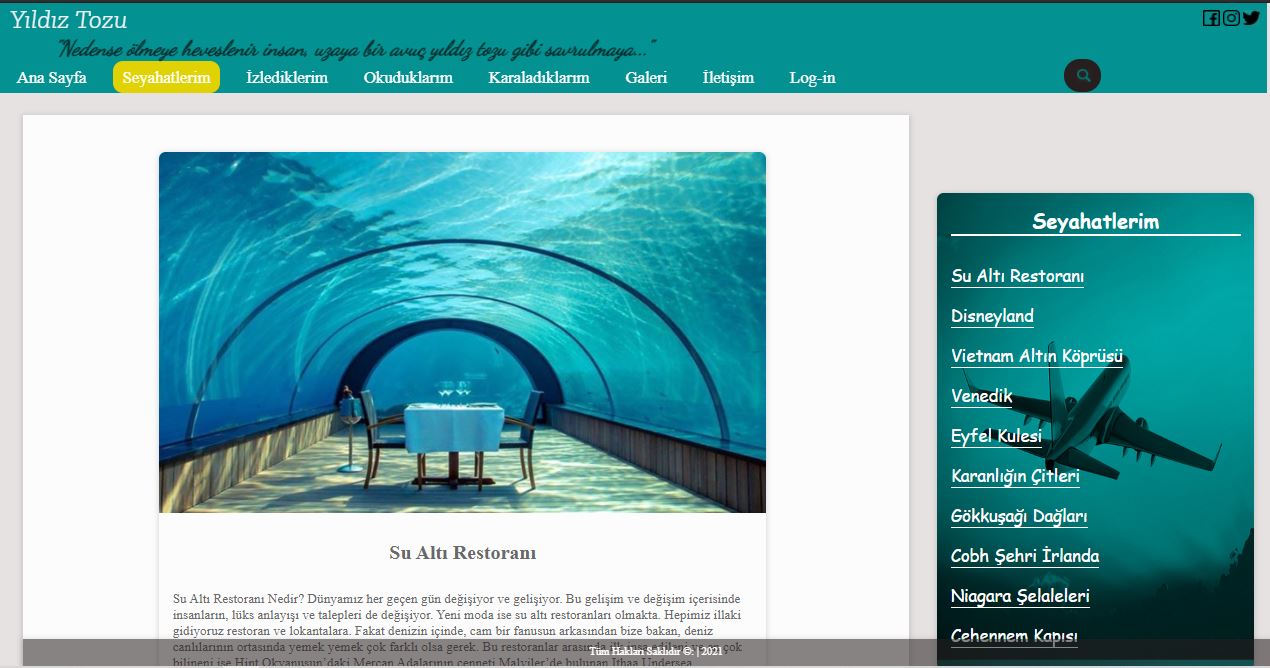 Yıldız Tozu
"Nedense ölmeye heveslenir insan, uzaya bir avuç yıldız tozu gibi savrulmaya..."
Ana Sayfa Seyahatlerim İzlediklerim Okuduklarım Karaladıklarım Galeri İletişim Log-in
Seyahatlerim
Su Altı Restoranı
Disneyland
Vietnam Altın Köprüsü
Venedik
Eyfel Kulesi
Karanlığın Çitleri
Gökkuşağı Dağları
Cobh Şehri İrlanda
Niagara Şelaleleri
Cehennem Kapısı
Su Altı Restoranı
Su Altı Restoranı Nedir? Dünyamız her geçen gün değişiyor ve gelişiyor. Bu gelişim ve değişim içerisinde
insanların, lüks anlayışı ve talepleri de değişiyor. Yeni moda ise su altı restoranları olmakta. Hepimiz illaki
gidiyoruz restoran ve lokantalara. Fakat denizin içinde, cam bir fanusun arkasından bize bakan, deniz
canlılarının ortasında yemek yemek çok farklı olsa gerek. Bu restoranlar arasında çok
bilineni ise Hint Okyanusun'daki Mercan Adalarının cenneti Malviler'de bulunan Ithaa Undersea
Tüm Hakları Saklıdır ©: | 2021